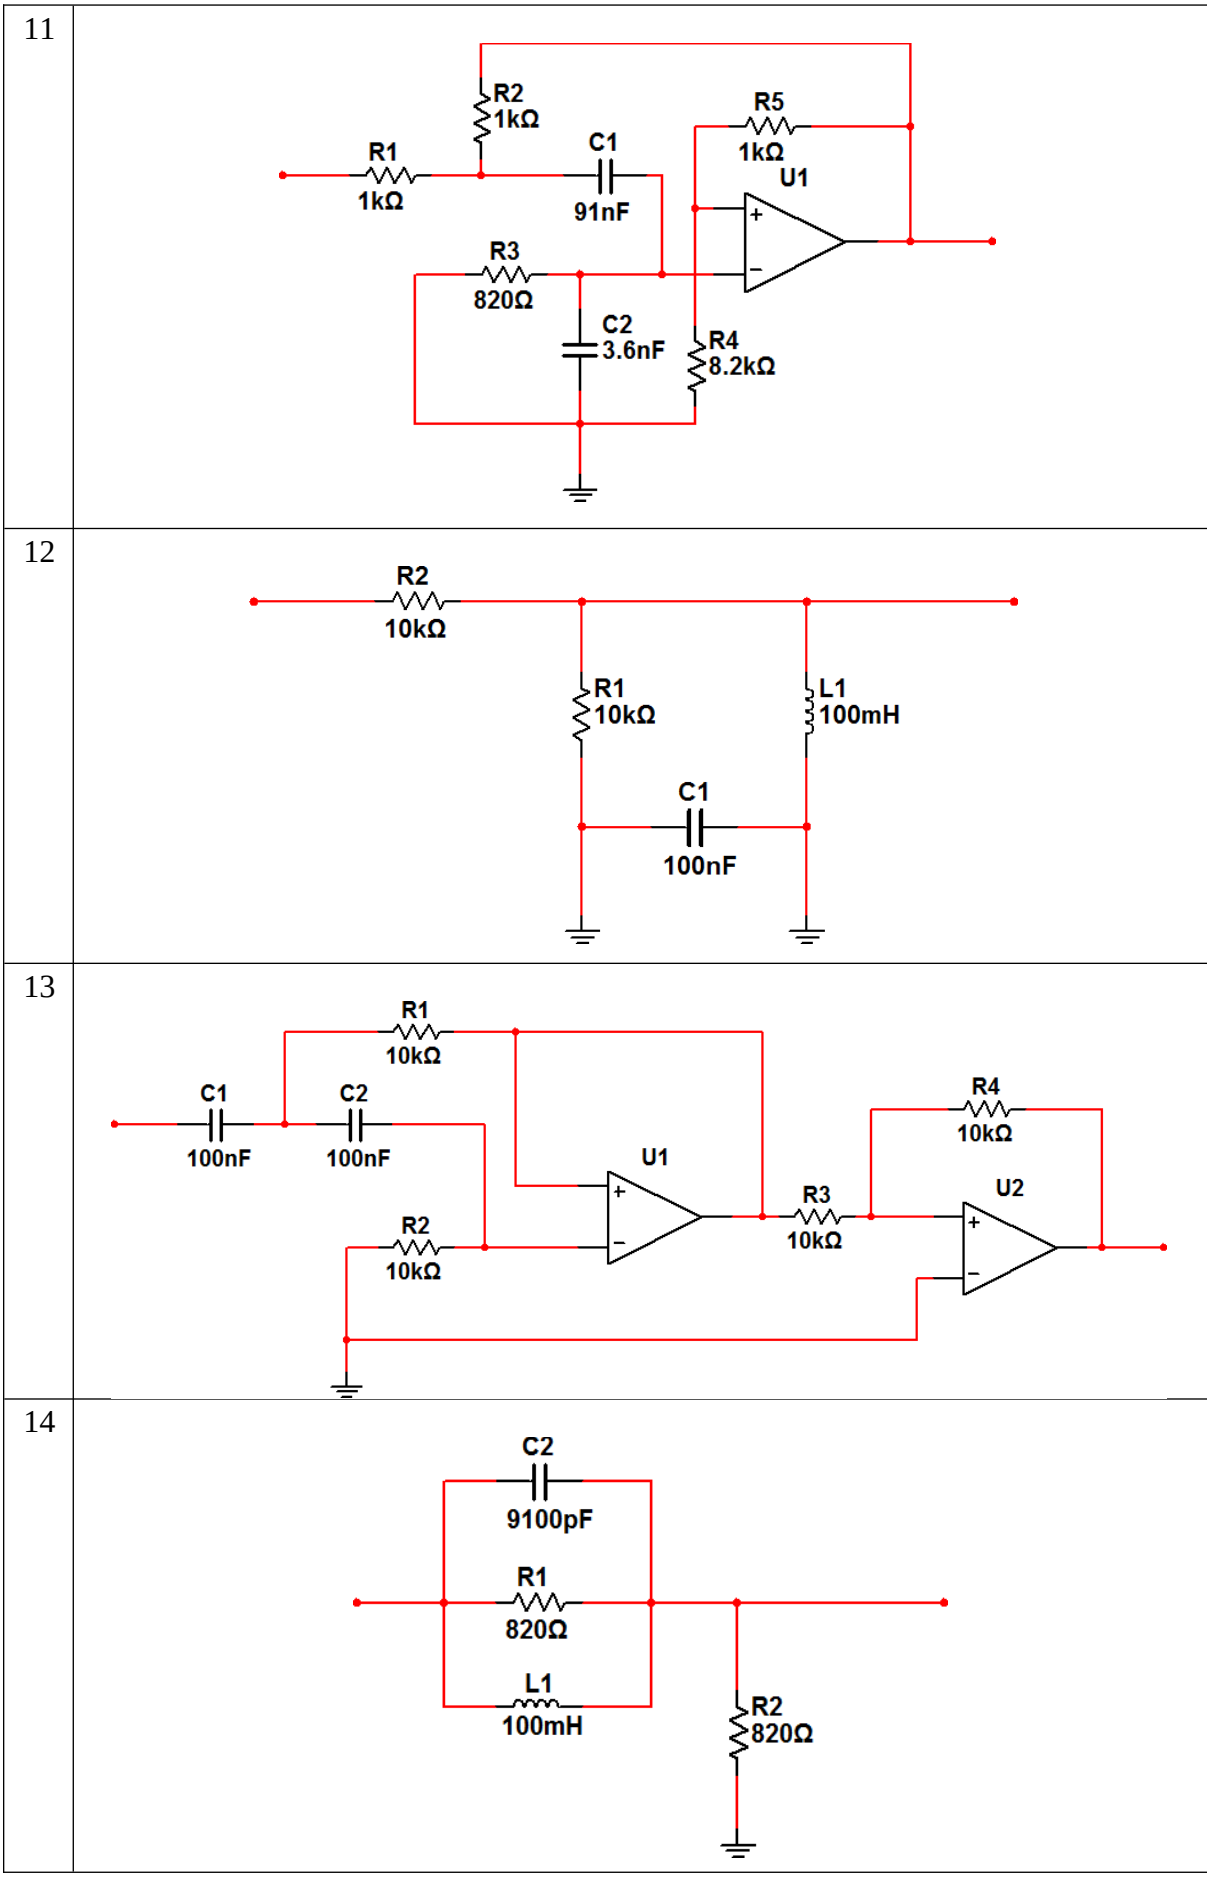 11
R2
1kΩ
R5
1kΩ
R1
1kΩ
C1
91nF
U1
+
−
R3
820Ω
C2
3.6nF
R4
8.2kΩ
12
R2
10kΩ
R1
10kΩ
L1
100mH
C1
100nF
13
R1
10kΩ
C1
100nF
C2
100nF
R4
10kΩ
U1
+
−
R3
10kΩ
U2
+
−
R2
10kΩ
14
C2
9100pF
R1
820Ω
L1
100mH
R2
820Ω